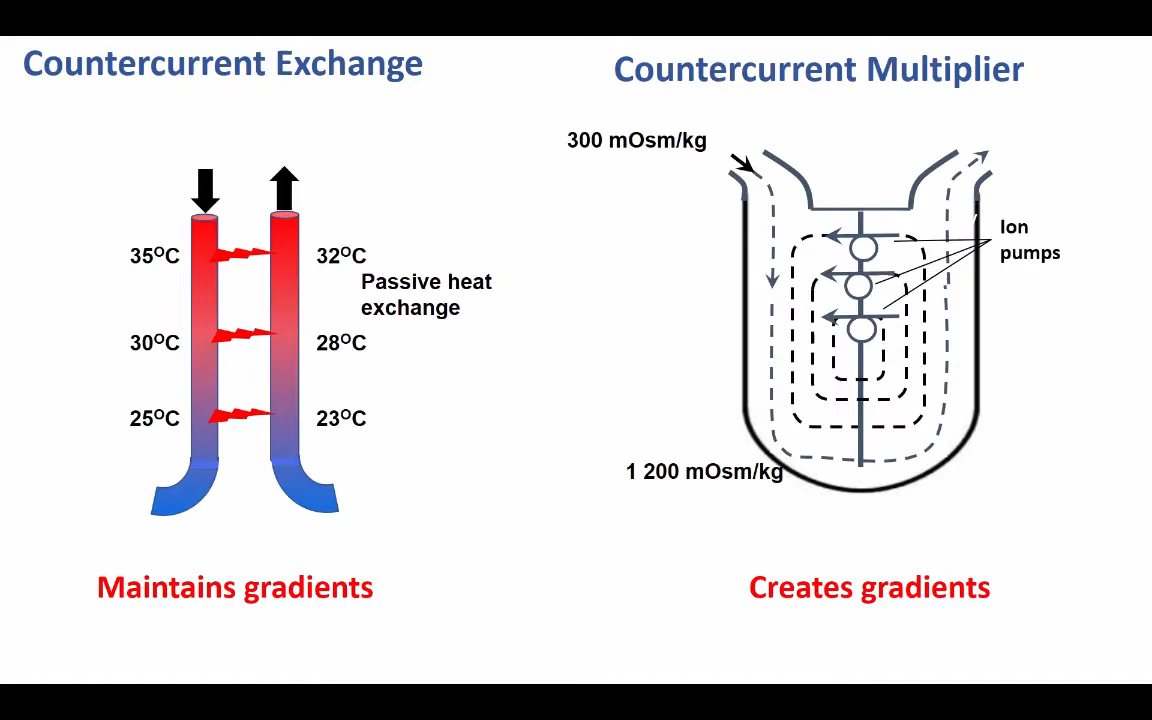 Countercurrent Exchange
Countercurrent Multiplier
300 mOsm/kg
Ion
pumps
35ᴼC
32ᴼC
Passive heat
exchange
30ᴼC
28ᴼC
25ᴼC
23ᴼC
1 200 mOsm/kg
Maintains gradients
Creates gradients